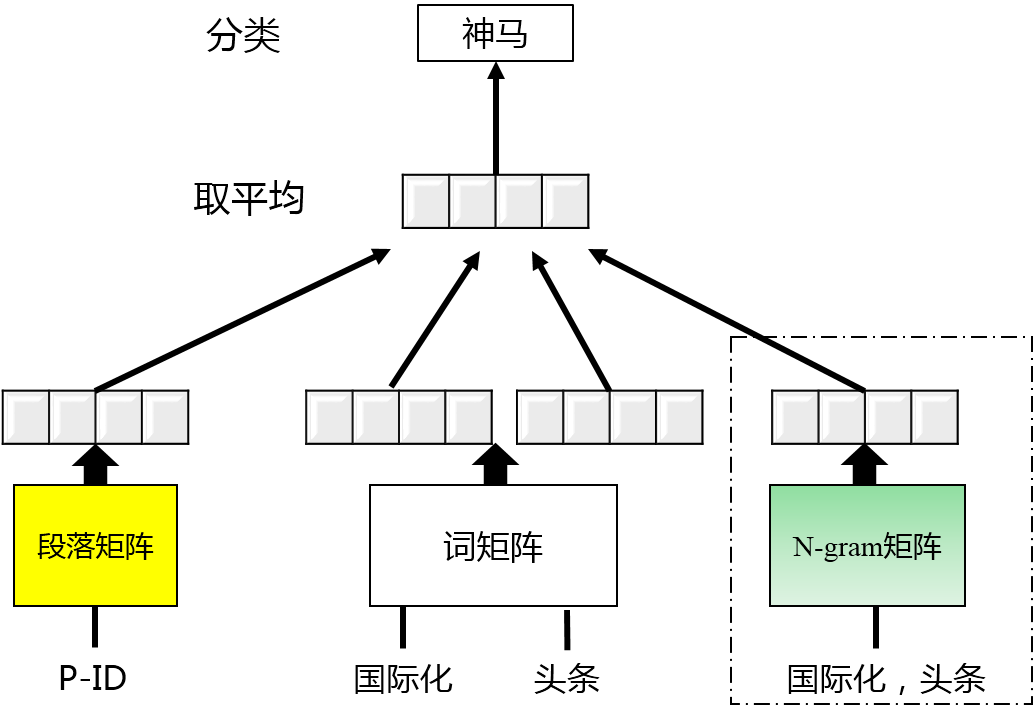 分类
神马
取平均
段落矩阵
词矩阵
N-gram矩阵
P-ID
国际化
头条
国际化，头条